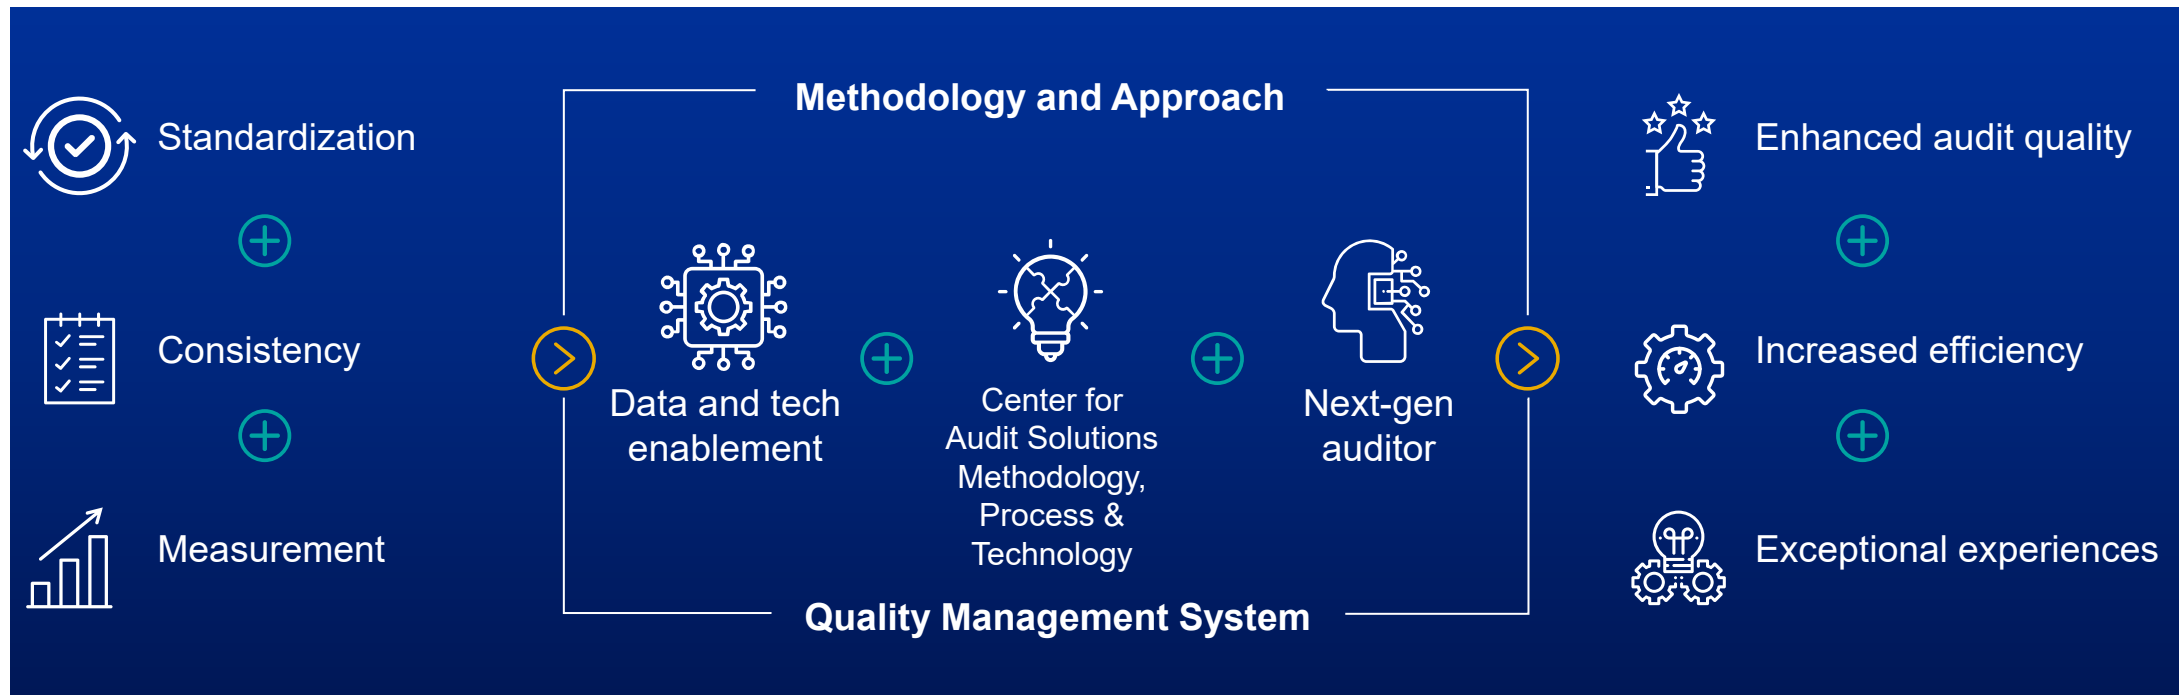 Standardization
Consistency
Measurement
Methodology and Approach
Data and tech
enablement
Center for
Audit Solutions
Methodology,
Process &
Technology
Next-gen
auditor
Quality Management System
Enhanced audit quality
Increased efficiency
Exceptional experiences